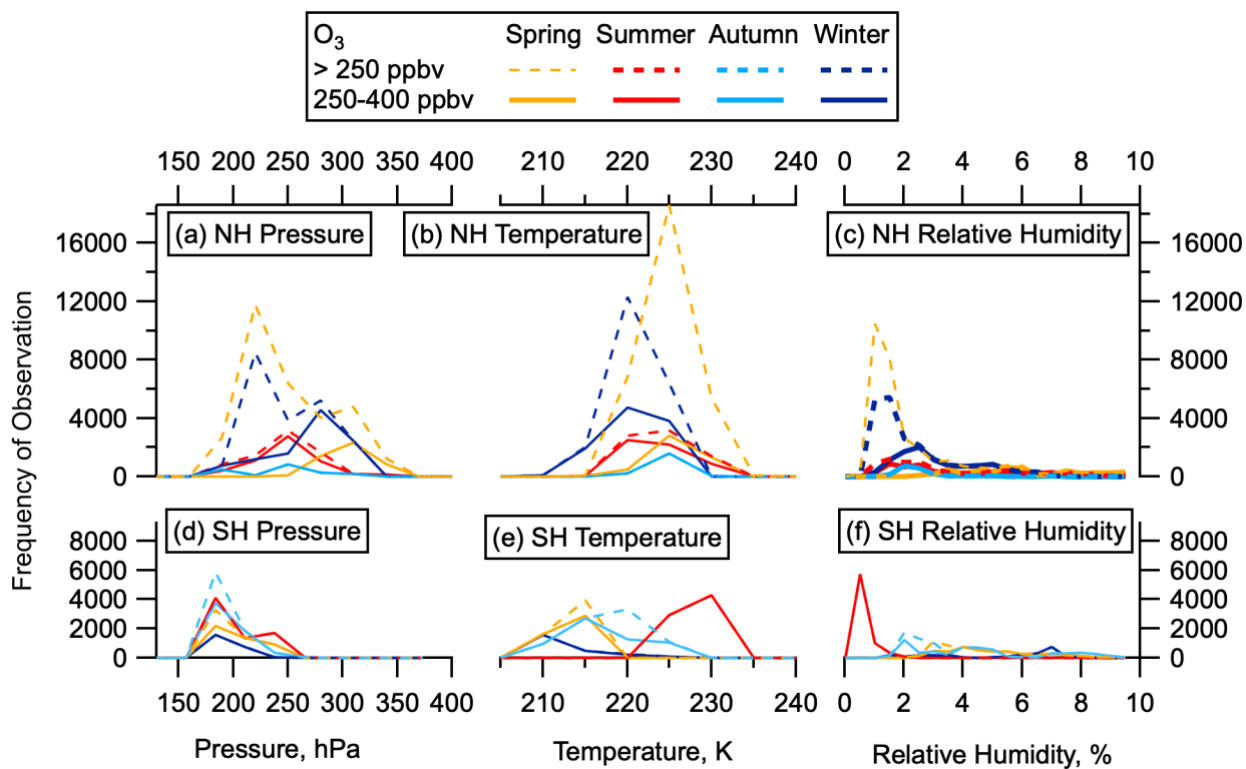 O3 Spring Summer Autumn Winter
> 250 ppbv
250-400 ppbv
150 200 250 300 350 400 210 220 230 240 0 2 4 6 8 10
(a) NH Pressure (b) NH Temperature (c) NH Relative Humidity
16000 16000
12000 12000
8000 8000
4000 4000
0 0
Frequency of Observation
(d) SH Pressure (e) SH Temperature (f) SH Relative Humidity
8000 8000
6000 6000
4000 4000
2000 2000
0 0
150 200 250 300 350 400 210 220 230 240 0 2 4 6 8 10
Pressure, hPa Temperature, K Relative Humidity, %